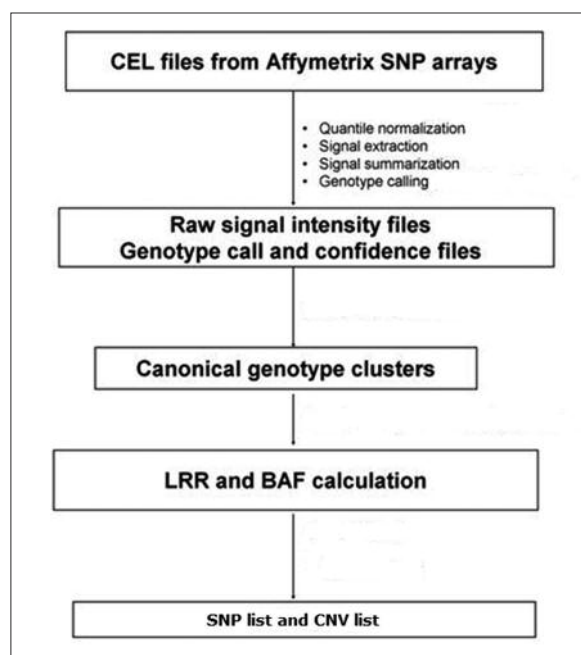 CEL files from Affymetrix SNP arrays
• Quantile normalization
• Signal extraction
• Signal summarization
• Genotype calling
Raw signal intensity files
Genotype call and confidence files
Canonical genotype clusters
LRR and BAF calculation
SNP list and CNV list